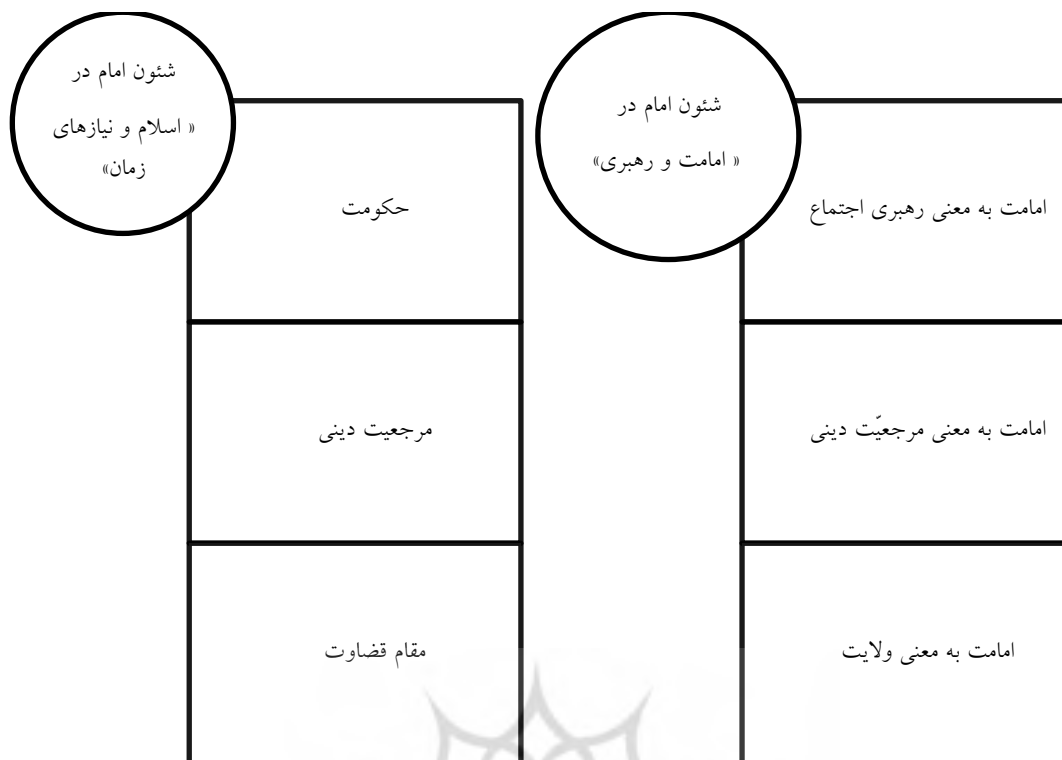 شئون امام در
« امامت و رهبری»
امامت به معنی رهبری اجتماع
امامت به معنی مرجعیّت دینی
امامت به معنی ولایت
شئون امام در
« اسلام و نیازهای
زمان»
حکومت
مرجعیت دینی
مقام قضاوت